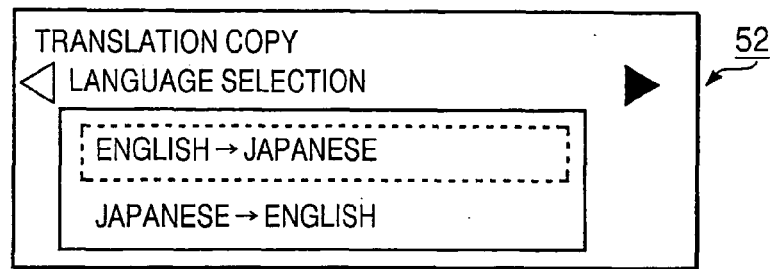 TRANSLATION COPY
52
LANGUAGE SELECTION
ENGLISH→JAPANESE
JAPANESE→ENGLISH